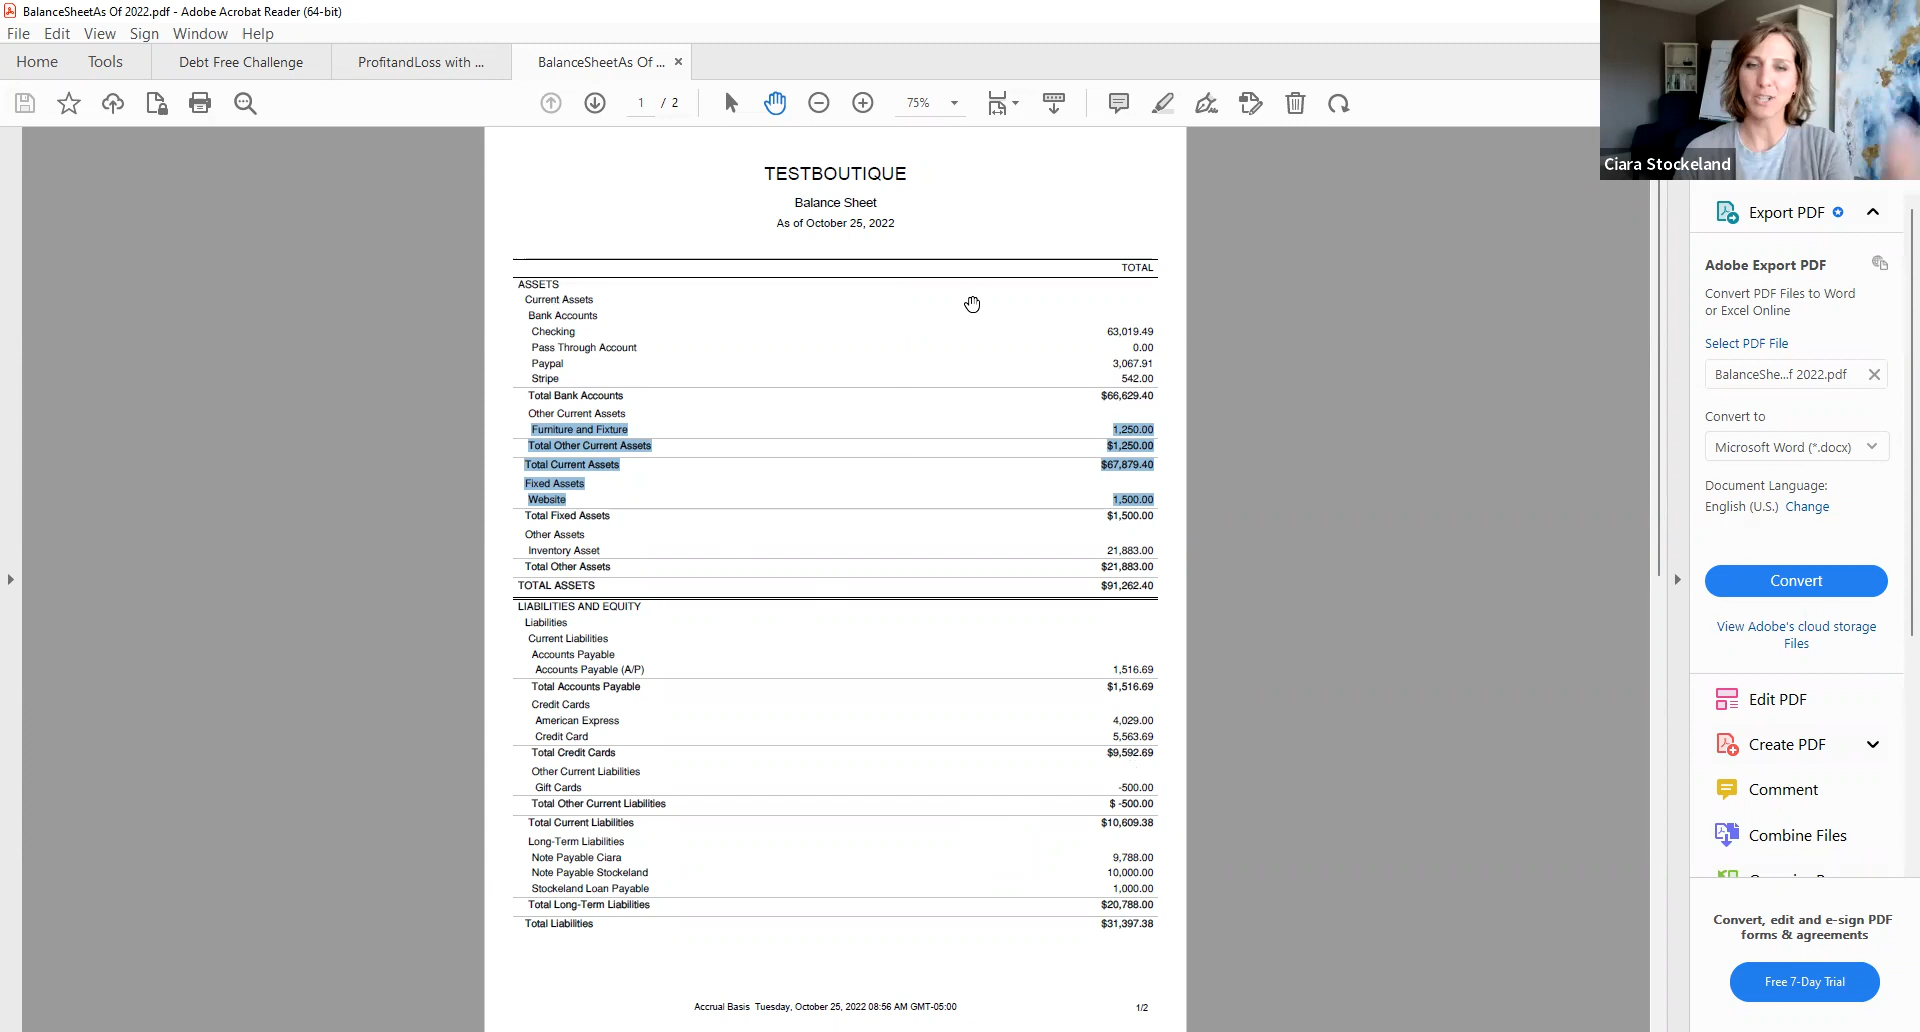 BalanceSheetAs Of 2022.pdf - Adobe Acrobat Reader (64-bit)
File Edit View Sign Window Help
Home Tools Debt Free Challenge ProfitandLoss with ... BalanceSheetAs Of ... ×
1 / 2 75%
Ciara Stockeland
TESTBOUTIQUE
Balance Sheet
As of October 25, 2022
TOTAL
ASSETS
Current Assets
Bank Accounts
Checking 63,019.49
Pass Through Account 0.00
Paypal 3,067.91
Stripe 542.00
Total Bank Accounts $66,629.40
Other Current Assets
Furniture and Fixture 1,250.00
Total Other Current Assets $1,250.00
Total Current Assets $67,879.40
Fixed Assets
Website 1,500.00
Total Fixed Assets $1,500.00
Other Assets
Inventory Asset 21,883.00
Total Other Assets $21,883.00
TOTAL ASSETS $91,262.40
LIABILITIES AND EQUITY
Liabilities
Current Liabilities
Accounts Payable
Accounts Payable (A/P) 1,516.69
Total Accounts Payable $1,516.69
Credit Cards
American Express 4,029.00
Credit Card 5,563.69
Total Credit Cards $9,592.69
Other Current Liabilities
Gift Cards -500.00
Total Other Current Liabilities $ -500.00
Total Current Liabilities $10,609.38
Long-Term Liabilities
Note Payable Ciara 9,788.00
Note Payable Stockeland 10,000.00
Stockeland Loan Payable 1,000.00
Total Long-Term Liabilities $20,788.00
Total Liabilities $31,397.38
Accrual Basis Tuesday, October 25, 2022 08:56 AM GMT-05:00 1/2
Export PDF
Adobe Export PDF
Convert PDF Files to Word
or Excel Online
Select PDF File
BalanceShe...f 2022.pdf
Convert to
Microsoft Word (*.docx)
Document Language:
English (U.S.) Change
Convert
View Adobe's cloud storage
Files
Edit PDF
Create PDF
Comment
Combine Files
Convert, edit and e-sign PDF
forms & agreements
Free 7-Day Trial